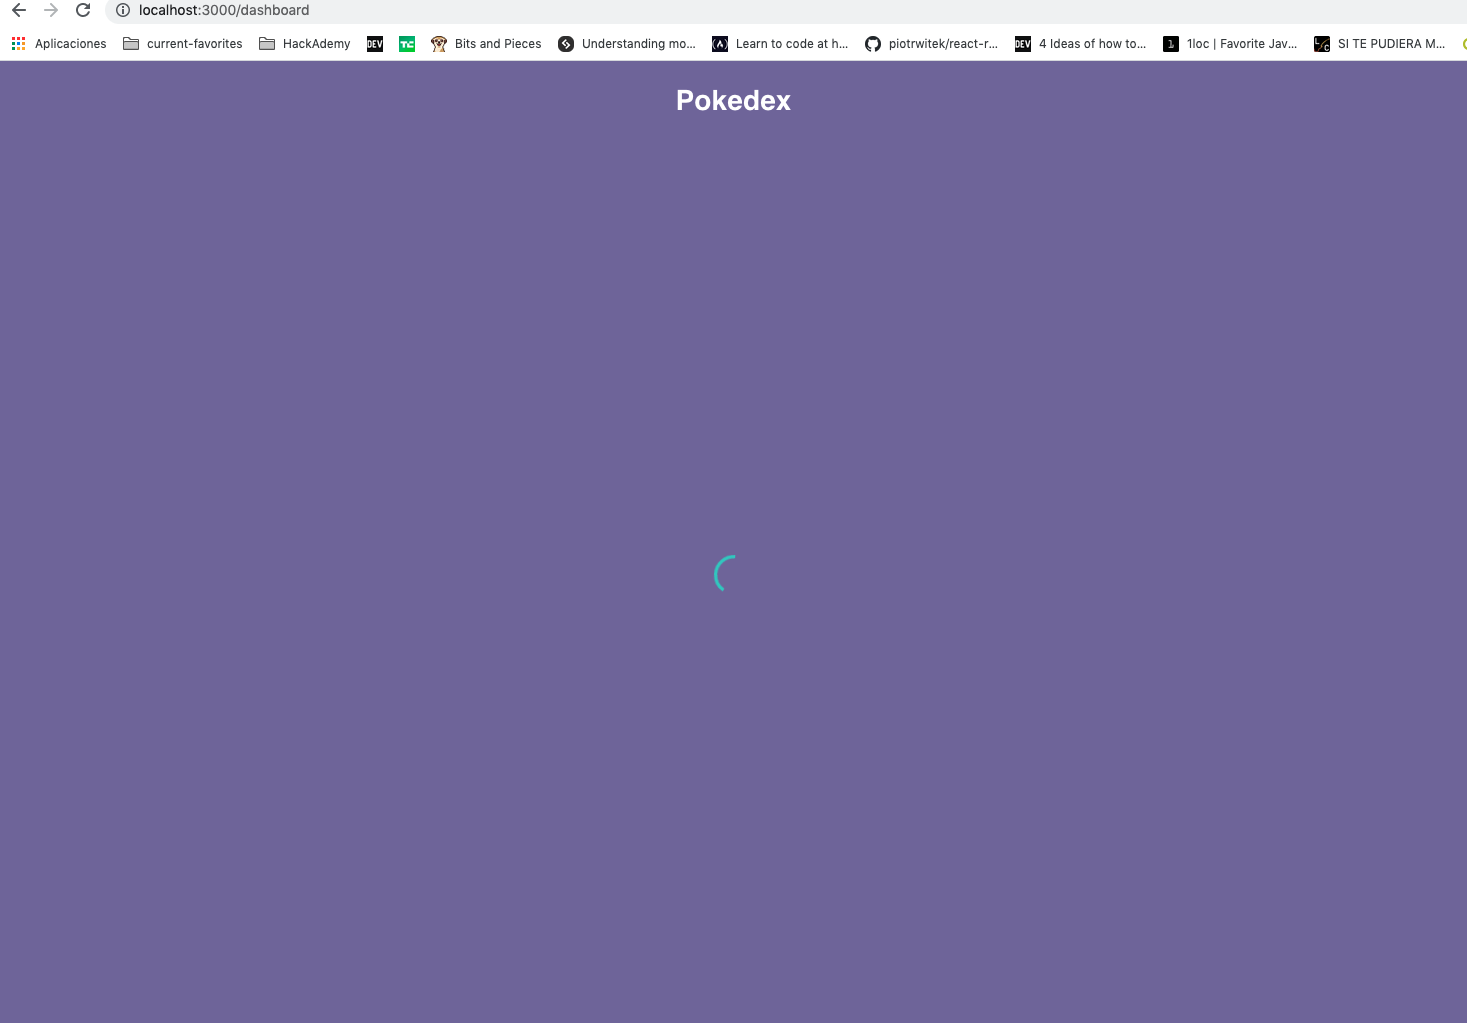 localhost:3000/dashboard
Aplicaciones current-favorites HackAdemy DEV TC Bits and Pieces Understanding mo... Learn to code at h... piotrwitek/react-r... DEV 4 Ideas of how to... 1loc | Favorite Jav... L/C SI TE PUDIERA M...
Pokedex